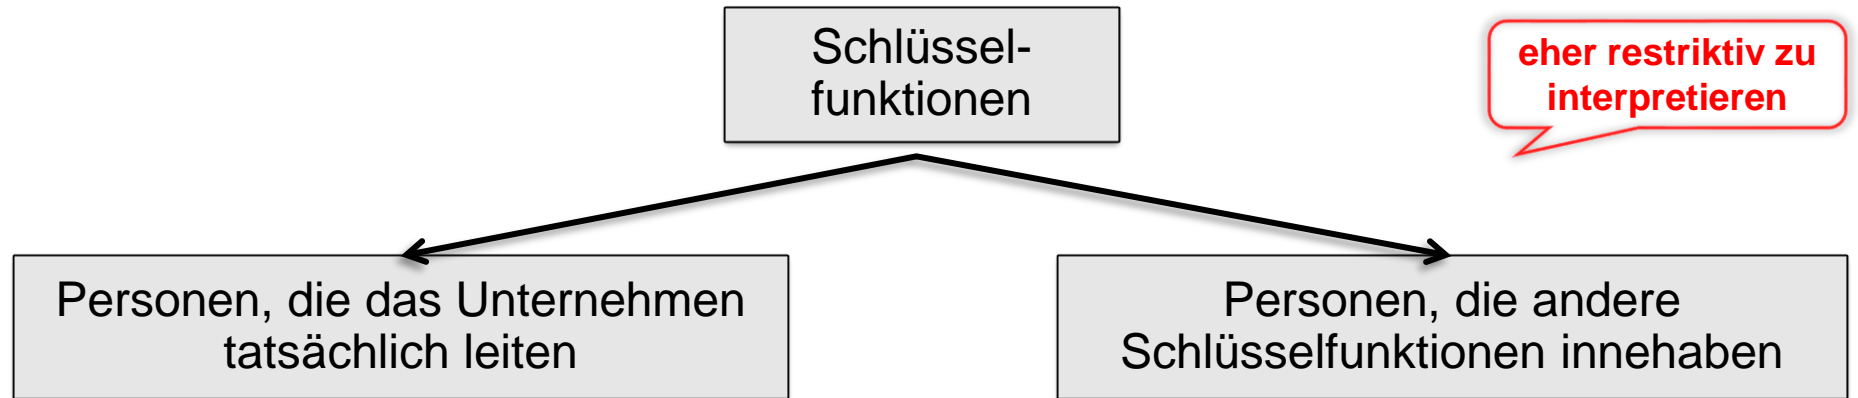 Schlüssel-
funktionen
eher restriktiv zu
interpretieren
Personen, die das Unternehmen
tatsächlich leiten
Personen, die andere
Schlüsselfunktionen innehaben